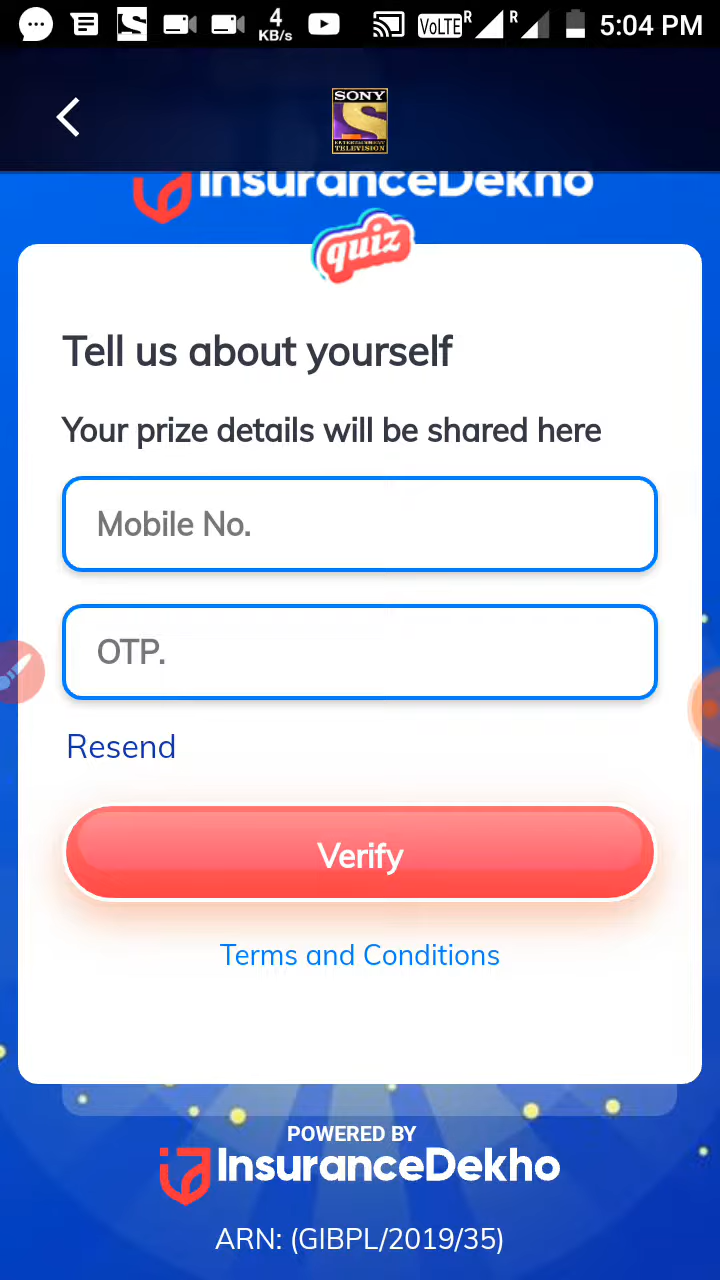 4
KB/s
VoLTE
R
R
5:04 PM
SONY
ENTERTAINMENT
TELEVISION
InsuranceDekho
quiz
Tell us about yourself
Your prize details will be shared here
Mobile No.
OTP.
Resend
Verify
Terms and Conditions
POWERED BY
InsuranceDekho
ARN: (GIBPL/2019/35)